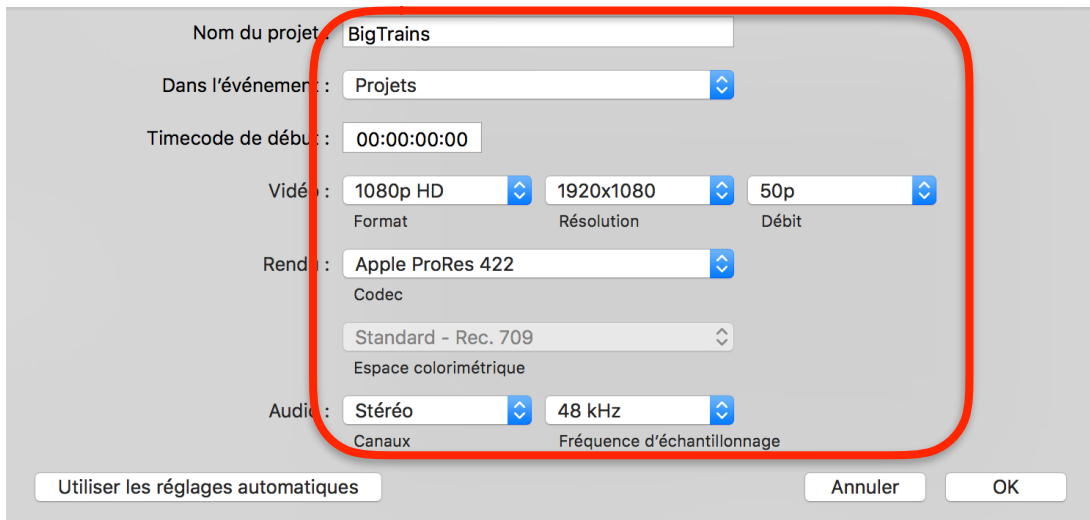 Nom du projet : BigTrains
Dans l'événement : Projets
Timecode de début : 00:00:00:00
Vidéo : 1080p HD 1920x1080 50p
Format Résolution Débit
Rendu : Apple ProRes 422
Codec
Standard - Rec. 709
Espace colorimétrique
Audio : Stéréo 48 kHz
Canaux Fréquence d'échantillonnage
Utiliser les réglages automatiques Annuler OK